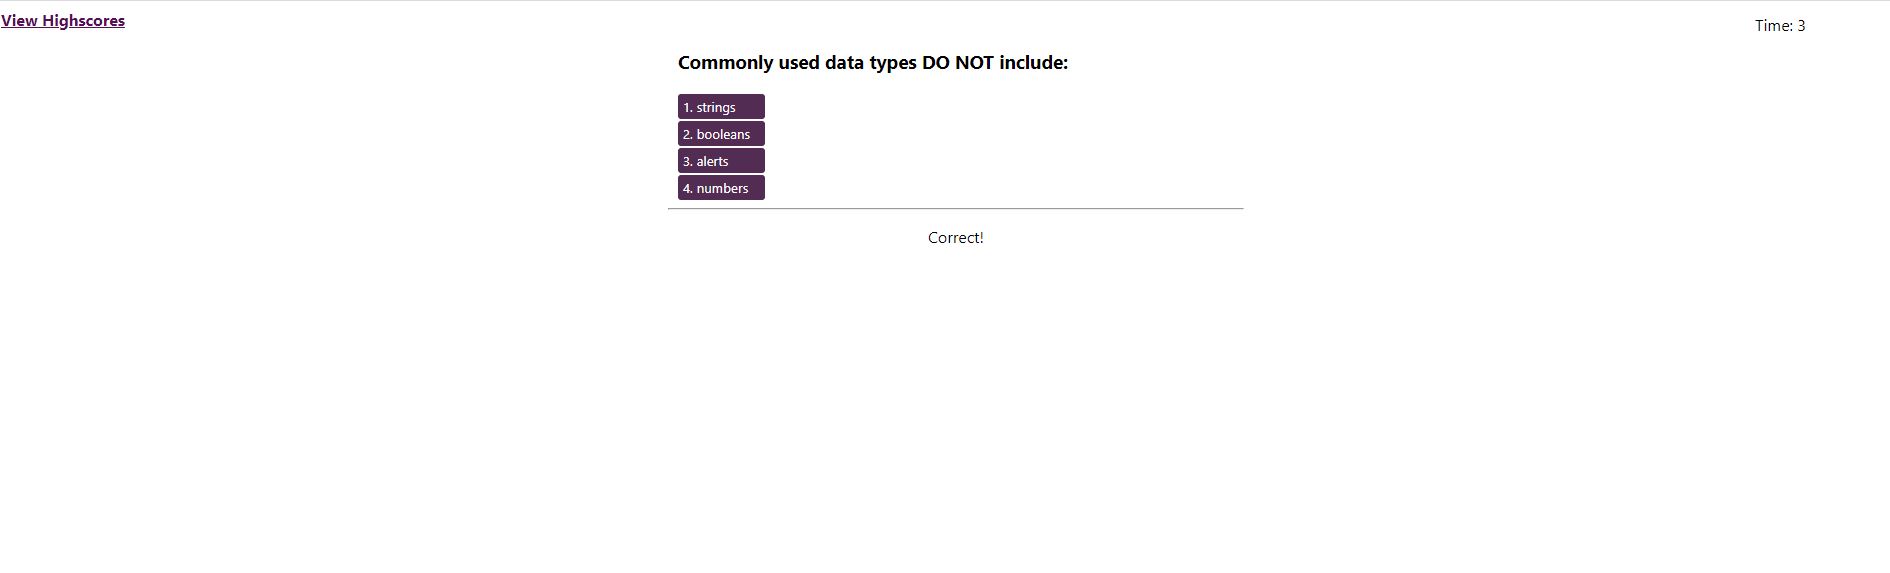 View Highscores
Time: 3
Commonly used data types DO NOT include:
1. strings
2. booleans
3. alerts
4. numbers
Correct!